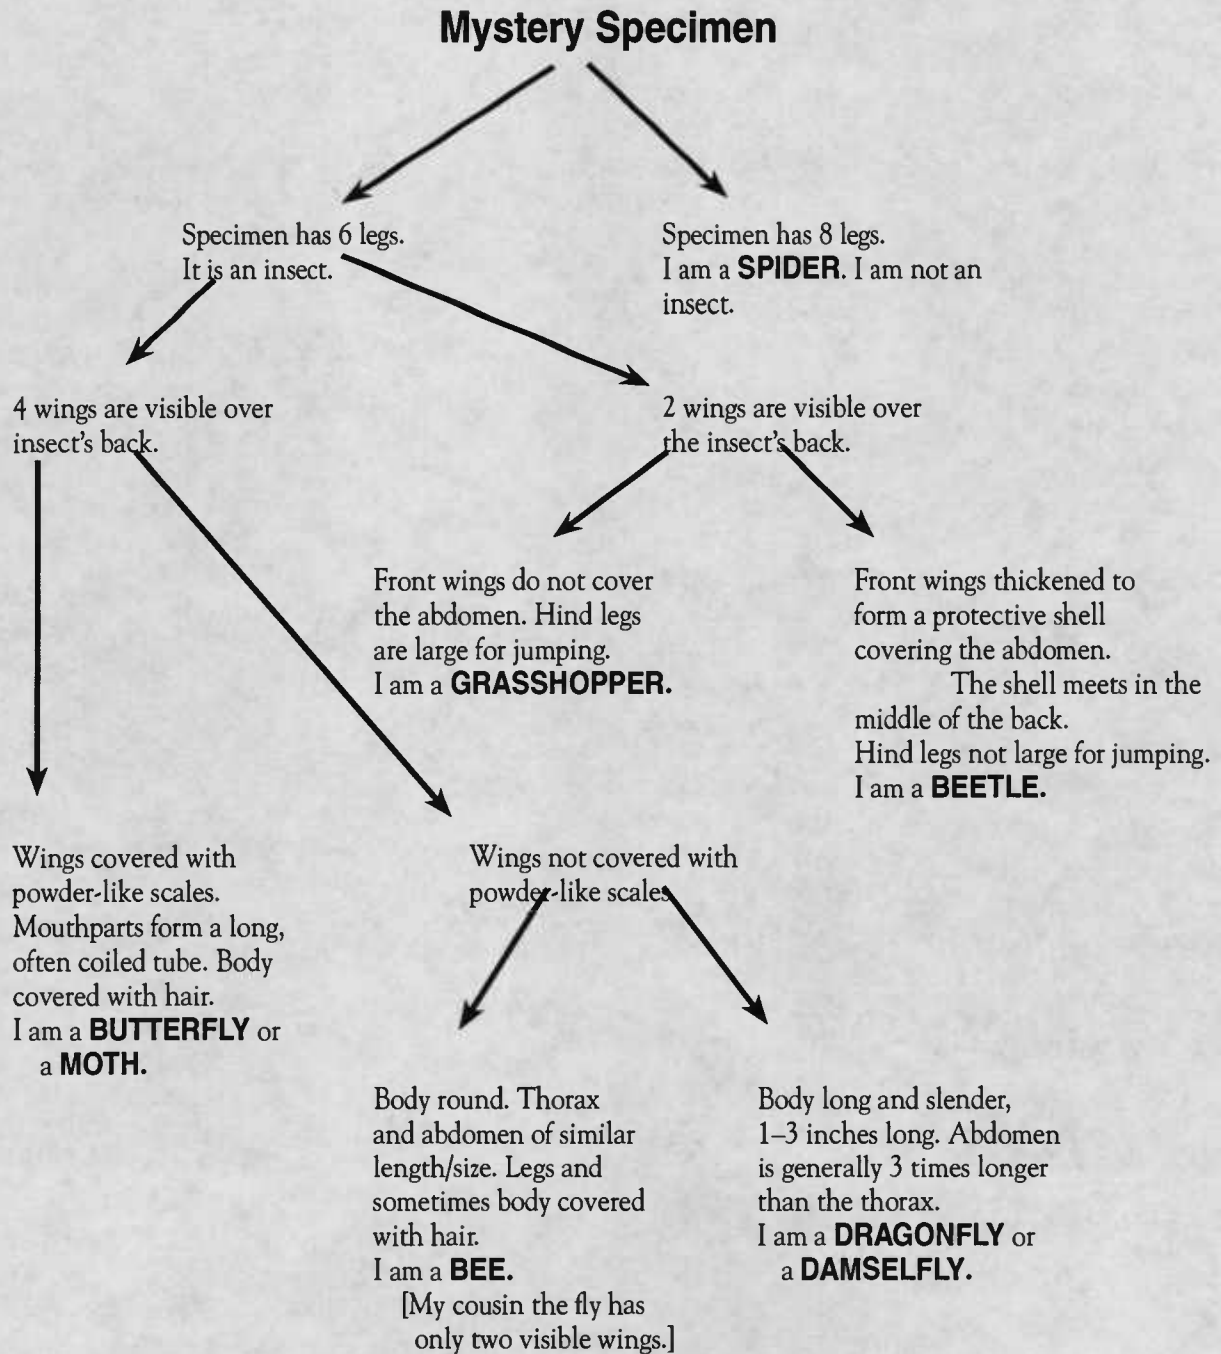 Mystery Specimen
Specimen has 6 legs.
It is an insect.
Specimen has 8 legs.
I am a SPIDER. I am not an
insect.
4 wings are visible over
insect's back.
2 wings are visible over
the insect's back.
Front wings do not cover
the abdomen. Hind legs
are large for jumping.
I am a GRASSHOPPER.
Front wings thickened to
form a protective shell
covering the abdomen.
The shell meets in the
middle of the back.
Hind legs not large for jumping.
I am a BEETLE.
Wings covered with
powder-like scales.
Mouthparts form a long,
often coiled tube. Body
covered with hair.
I am a BUTTERFLY or
a MOTH.
Wings not covered with
powder-like scales
Body round. Thorax
and abdomen of similar
length/size. Legs and
sometimes body covered
with hair.
I am a BEE.
[My cousin the fly has
only two visible wings.]
Body long and slender,
1–3 inches long. Abdomen
is generally 3 times longer
than the thorax.
I am a DRAGONFLY or
a DAMSELFLY.